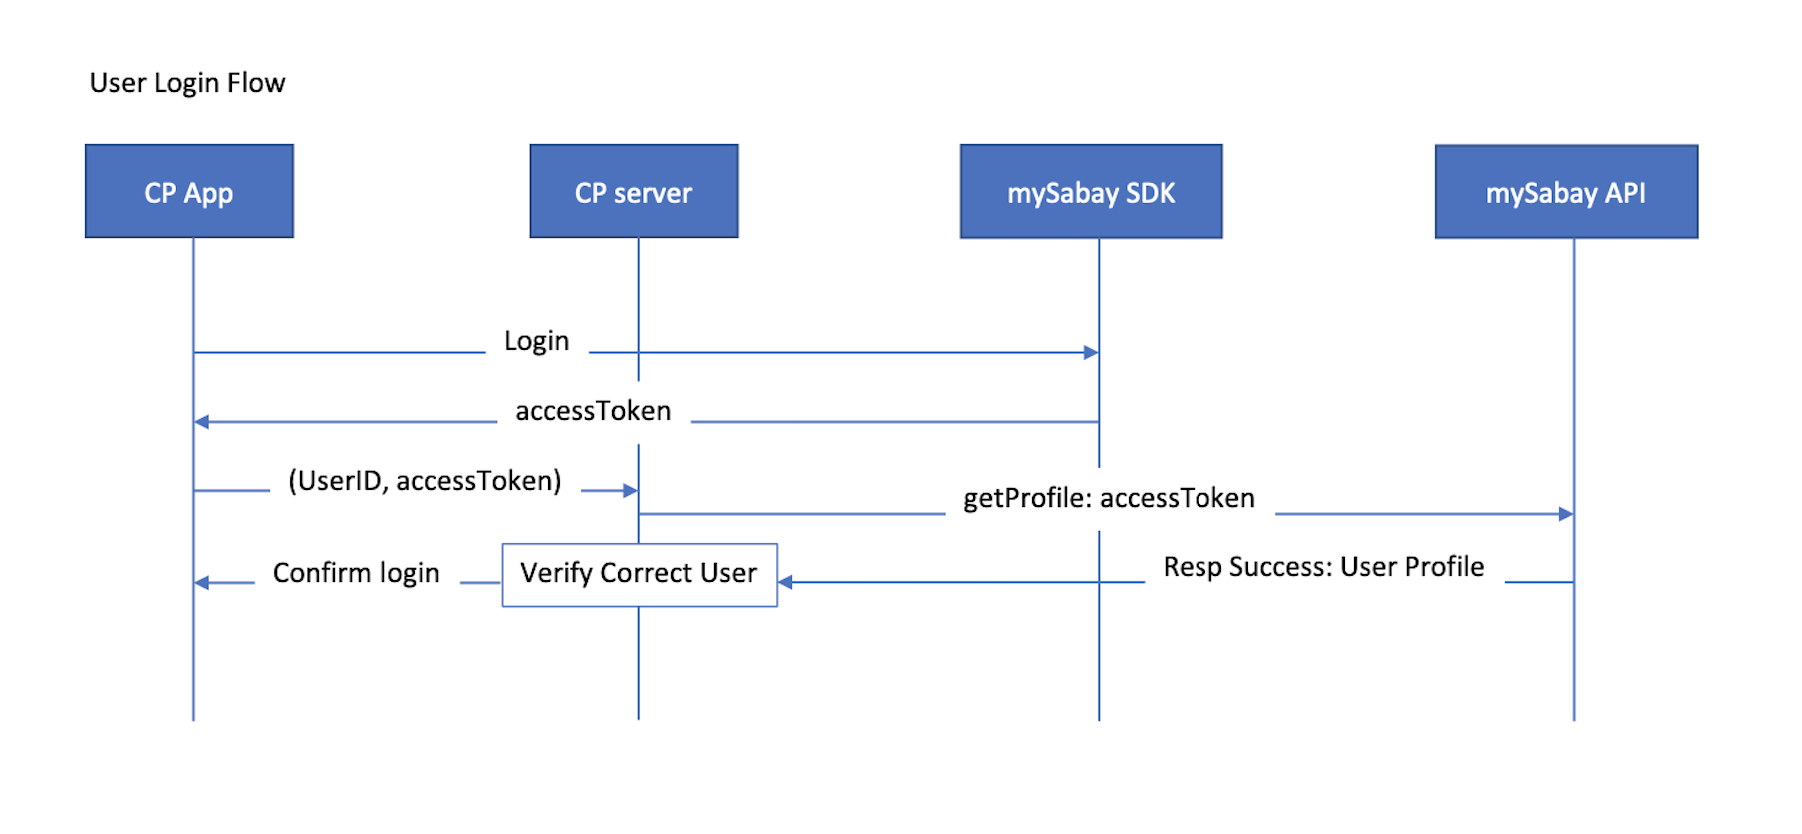 User Login Flow
CP App
CP server
mySabay SDK
mySabay API
Login
accessToken
(UserID, accessToken)
getProfile: accessToken
Confirm login
Verify Correct User
Resp Success: User Profile